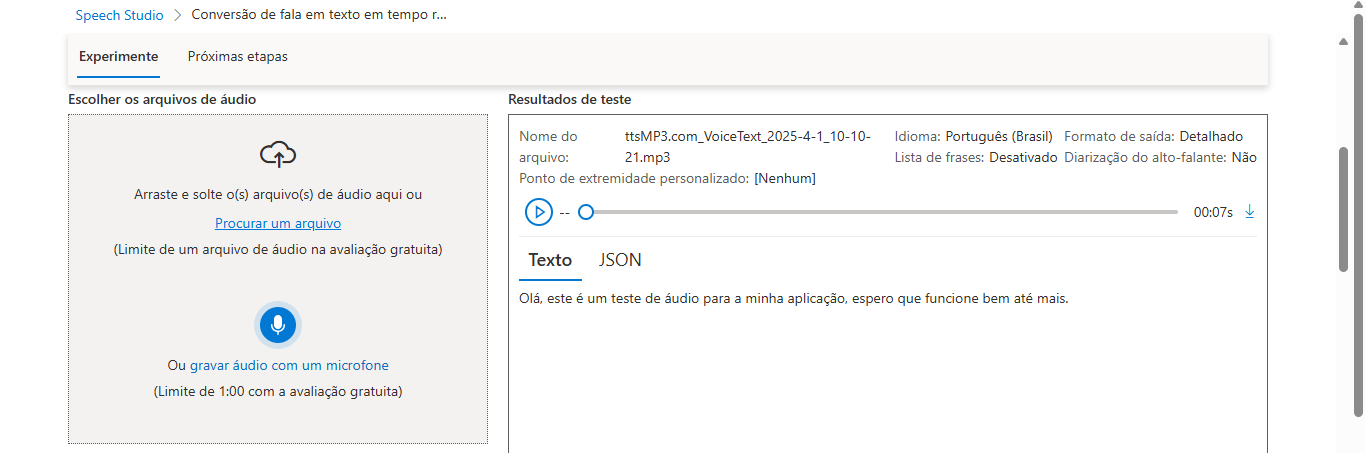 Speech Studio > Conversão de fala em texto em tempo r...
Experimente Próximas etapas
Escolher os arquivos de áudio
Arraste e solte o(s) arquivo(s) de áudio aqui ou
Procurar um arquivo
(Limite de um arquivo de áudio na avaliação gratuita)
Ou gravar áudio com um microfone
(Limite de 1:00 com a avaliação gratuita)
Resultados de teste
Nome do arquivo: ttsMP3.com_VoiceText_2025-4-1_10-10-21.mp3
Idioma: Português (Brasil) Formato de saída: Detalhado
Lista de frases: Desativado Diarização do alto-falante: Não
Ponto de extremidade personalizado: [Nenhum]
-- 00:07s
Texto JSON
Olá, este é um teste de áudio para a minha aplicação, espero que funcione bem até mais.